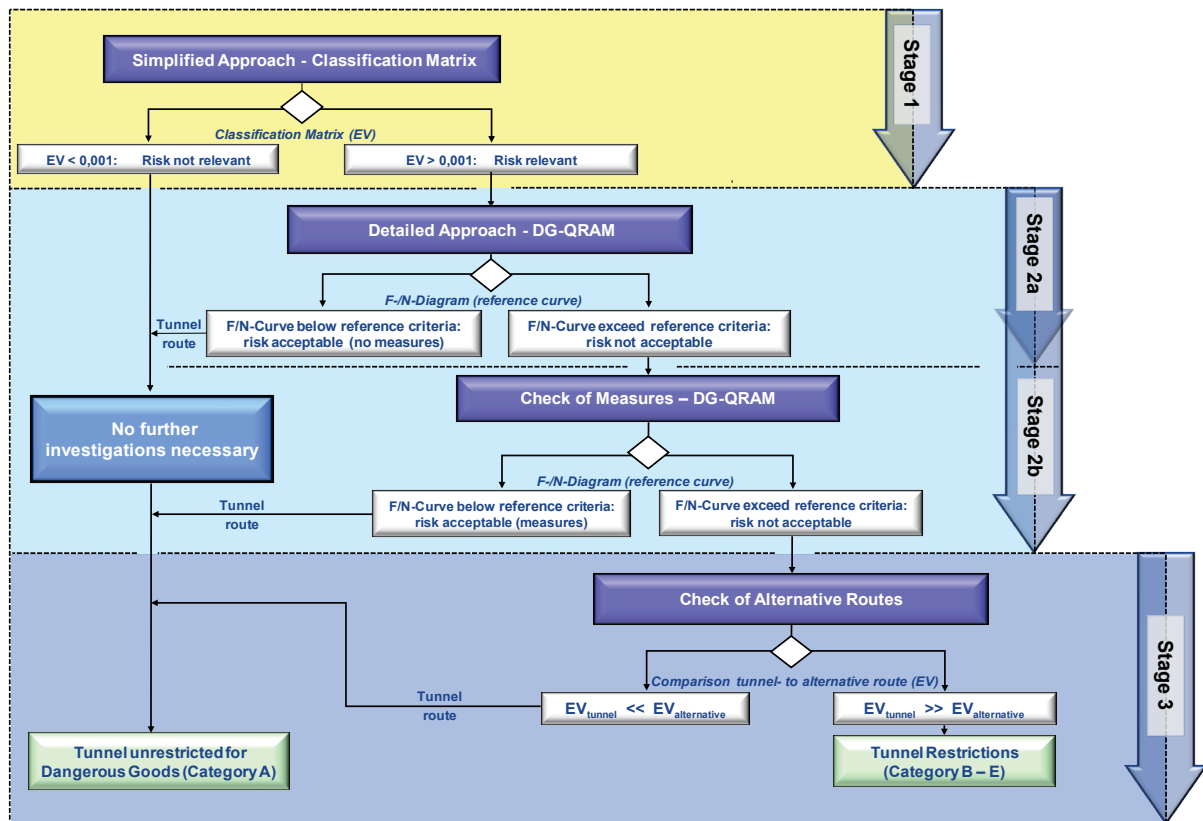 Simplified Approach - Classification Matrix
Stage 1
Classification Matrix (EV)
EV < 0,001: Risk not relevant
EV > 0,001: Risk relevant
Detailed Approach - DG-QRAM
Stage 2a
F-/N-Diagram (reference curve)
Tunnel
route
F/N-Curve below reference criteria:
risk acceptable (no measures)
F/N-Curve exceed reference criteria:
risk not acceptable
Check of Measures – DG-QRAM
Stage 2b
No further
investigations necessary
F-/N-Diagram (reference curve)
Tunnel
route
F/N-Curve below reference criteria:
risk acceptable (measures)
F/N-Curve exceed reference criteria:
risk not acceptable
Check of Alternative Routes
Stage 3
Comparison tunnel- to alternative route (EV)
Tunnel
route
EVtunnel << EValternative
EVtunnel >> EValternative
Tunnel unrestricted for
Dangerous Goods (Category A)
Tunnel Restrictions
(Category B – E)